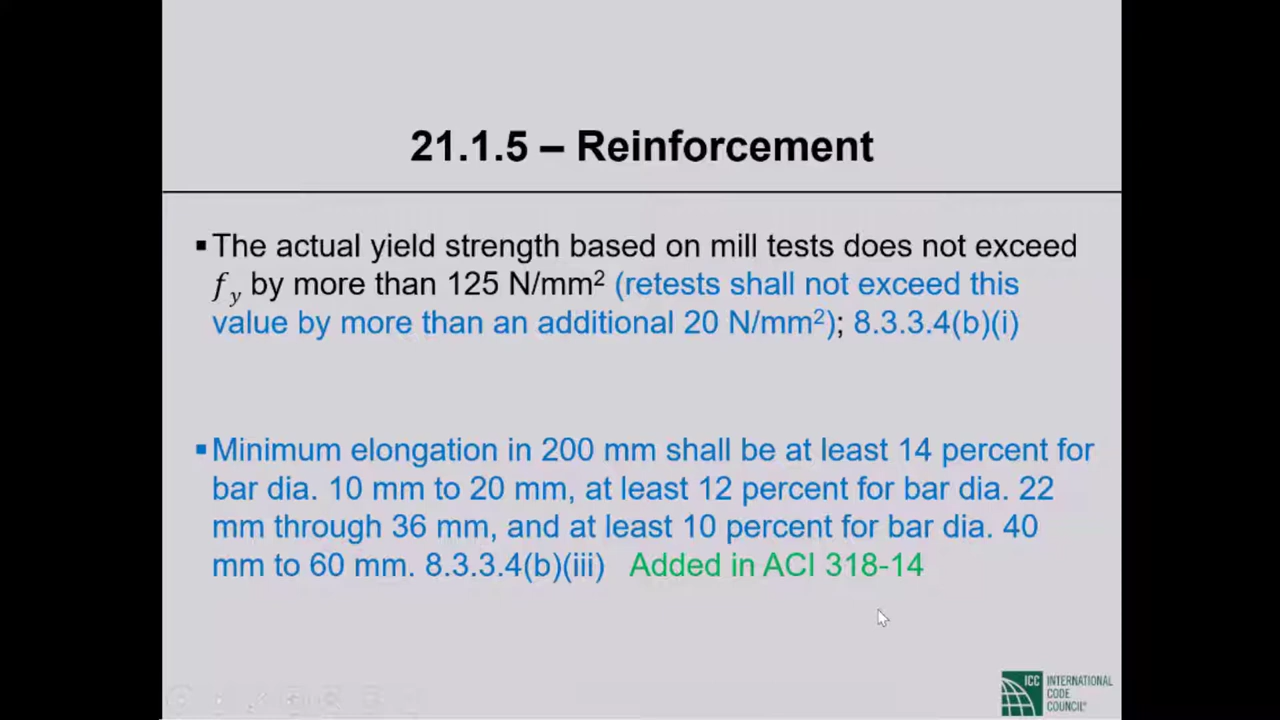 21.1.5 – Reinforcement
▪The actual yield strength based on mill tests does not exceed
f_y by more than 125 N/mm² (retests shall not exceed this
value by more than an additional 20 N/mm²); 8.3.3.4(b)(i)
▪Minimum elongation in 200 mm shall be at least 14 percent for
bar dia. 10 mm to 20 mm, at least 12 percent for bar dia. 22
mm through 36 mm, and at least 10 percent for bar dia. 40
mm to 60 mm. 8.3.3.4(b)(iii) Added in ACI 318-14
ICC INTERNATIONAL
CODE
COUNCIL®